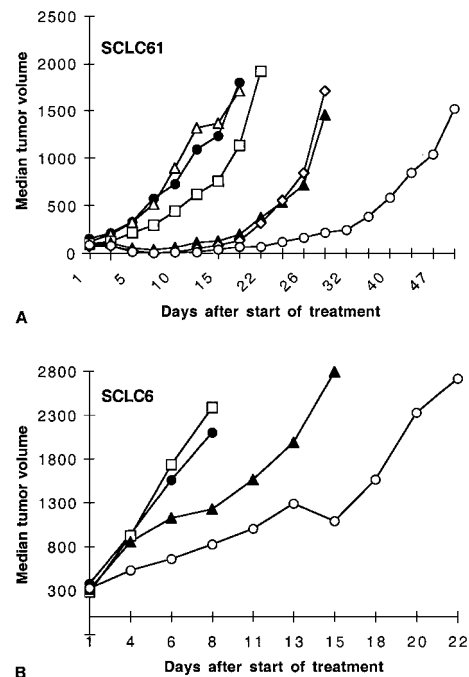 SCLC61
Median tumor volume
2500
2000
1500
1000
500
0
1 5 10 15 22 26 32 40 47
Days after start of treatment
A
SCLC6
Median tumor volume
2800
2300
1800
1300
800
300
1 4 6 8 11 13 15 18 20 22
Days after start of treatment
B